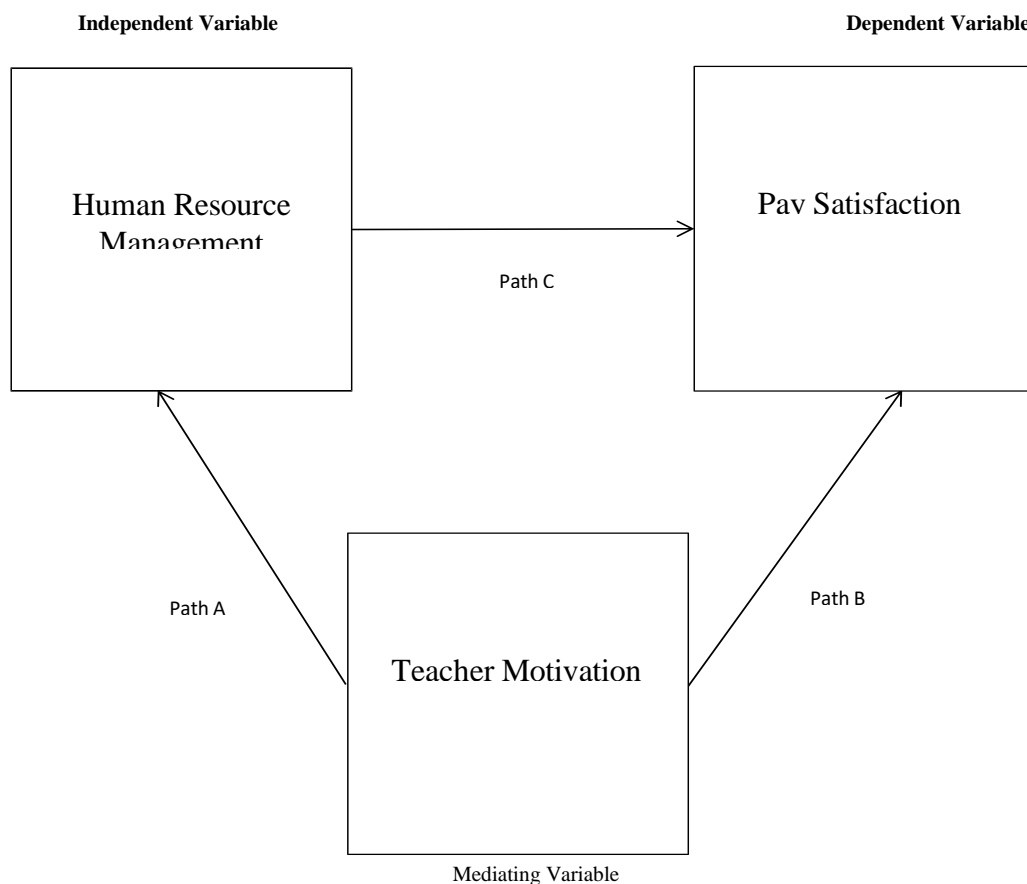 Independent Variable
Dependent Variable
Human Resource
Management
Pay Satisfaction
Path C
Path A
Path B
Teacher Motivation
Mediating Variable